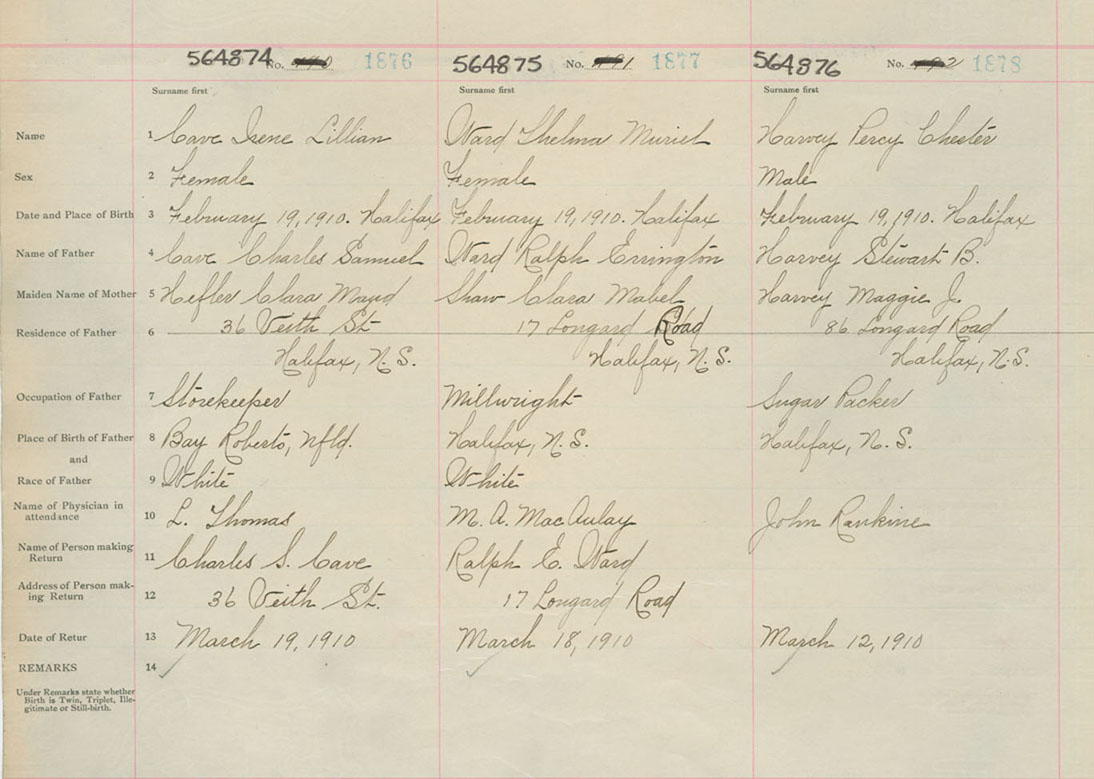 564874 No. 1876 564875 No. 1877 564876 No. 1878
Surname first Surname first Surname first
Name 1 Cave Irene Lillian Ward Thelma Muriel Harvey Percy Chester
Sex 2 Female Female Male
Date and Place of Birth 3 February 19, 1910. Halifax February 19, 1910. Halifax February 19, 1910. Halifax
Name of Father 4 Cave Charles Samuel Ward Ralph Errington Harvey Stewart B.
Maiden Name of Mother 5 Hefler Clara Maud Shaw Clara Mabel Harvey Maggie J.
Residence of Father 6 36 Veith St 17 Longard Road 86 Longard Road
Halifax, N.S. Halifax, N.S. Halifax, N.S.
Occupation of Father 7 Storekeeper Millwright Sugar Packer
Place of Birth of Father 8 Bay Roberts, Nfld. Halifax, N.S. Halifax, N.S.
and
Race of Father 9 White White
Name of Physician in
attendance 10 L. Thomas M. A. MacAulay John Rankine
Name of Person making
Return 11 Charles S. Cave Ralph E. Ward
Address of Person mak-
ing Return 12 36 Veith St. 17 Longard Road
Date of Retur 13 March 19, 1910 March 18, 1910 March 12, 1910
REMARKS 14
Under Remarks state whether
Birth is Twin, Triplet, Ille-
gitimate or Still-birth.